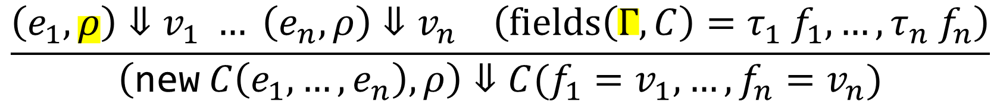 (e₁, ρ) ⇓ v₁ … (eₙ, ρ) ⇓ vₙ (fields(Γ, C) = τ₁ f₁, … , τₙ fₙ)
(new C(e₁, … , eₙ), ρ) ⇓ C(f₁ = v₁, … , fₙ = vₙ)